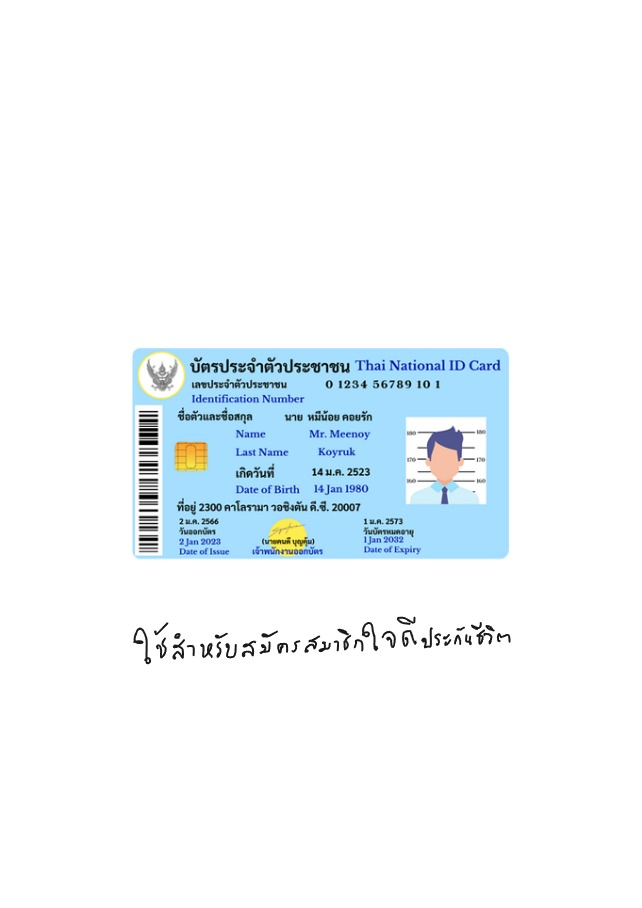 บัตรประจำตัวประชาชน Thai National ID Card
เลขประจำตัวประชาชน 0 1234 56789 10 1
Identification Number
ชื่อตัวและชื่อสกุล นาย หมีน้อย คอยรัก
Name Mr. Meenoy
Last Name Koyruk
เกิดวันที่ 14 ม.ค. 2523
Date of Birth 14 Jan 1980
ที่อยู่ 2300 คาโลรามา วอชิงตัน ดี.ซี. 20007
2 ม.ค. 2566
วันออกบัตร
2 Jan 2023
Date of Issue
(นายคนดี บุญคุ้ม)
เจ้าพนักงานออกบัตร
1 ม.ค. 2573
วันบัตรหมดอายุ
1 Jan 2032
Date of Expiry
180 180
170 170
160 160
ใช้สำหรับสมัครสมาชิกใจดีประกันชีวิต